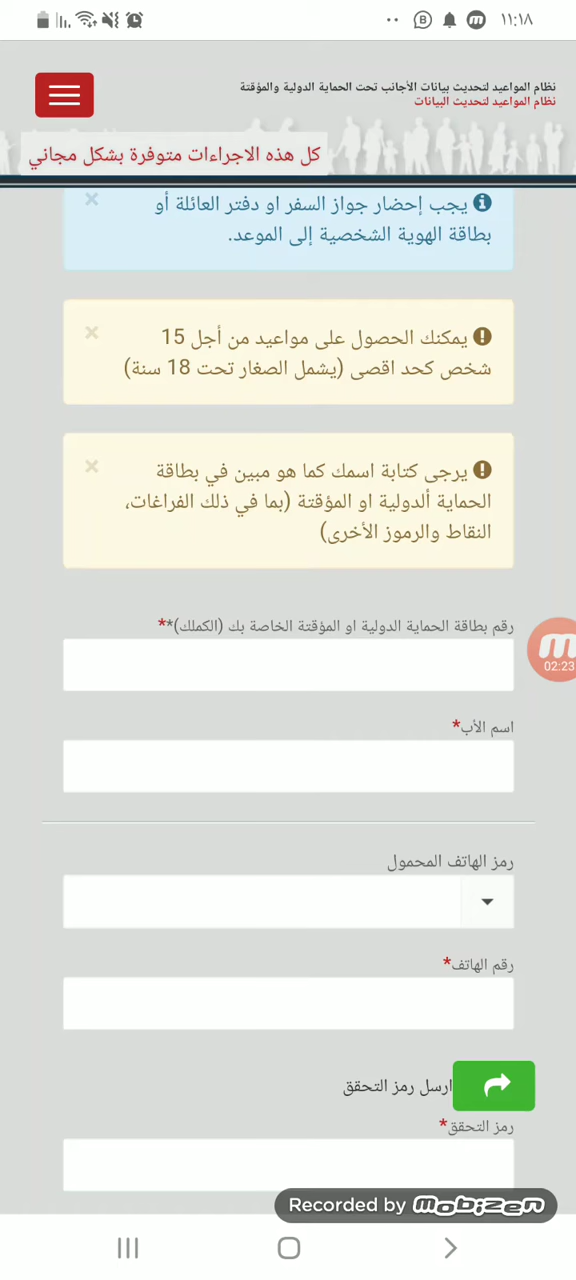 ١١:١٨
نظام المواعيد لتحديث بيانات الأجانب تحت الحماية الدولية والمؤقتة
نظام المواعيد لتحديث البيانات
كل هذه الاجراءات متوفرة بشكل مجاني
يجب إحضار جواز السفر او دفتر العائلة أو
بطاقة الهوية الشخصية إلى الموعد.
يمكنك الحصول على مواعيد من أجل 15
شخص كحد اقصى (يشمل الصغار تحت 18 سنة)
يرجى كتابة اسمك كما هو مبين في بطاقة
الحماية ألدولية او المؤقتة (بما في ذلك الفراغات،
النقاط والرموز الأخرى)
رقم بطاقة الحماية الدولية او المؤقتة الخاصة بك (الكملك)**
02:23
اسم الأب*
رمز الهاتف المحمول
رقم الهاتف*
ارسل رمز التحقق
رمز التحقق*
Recorded by mobizen